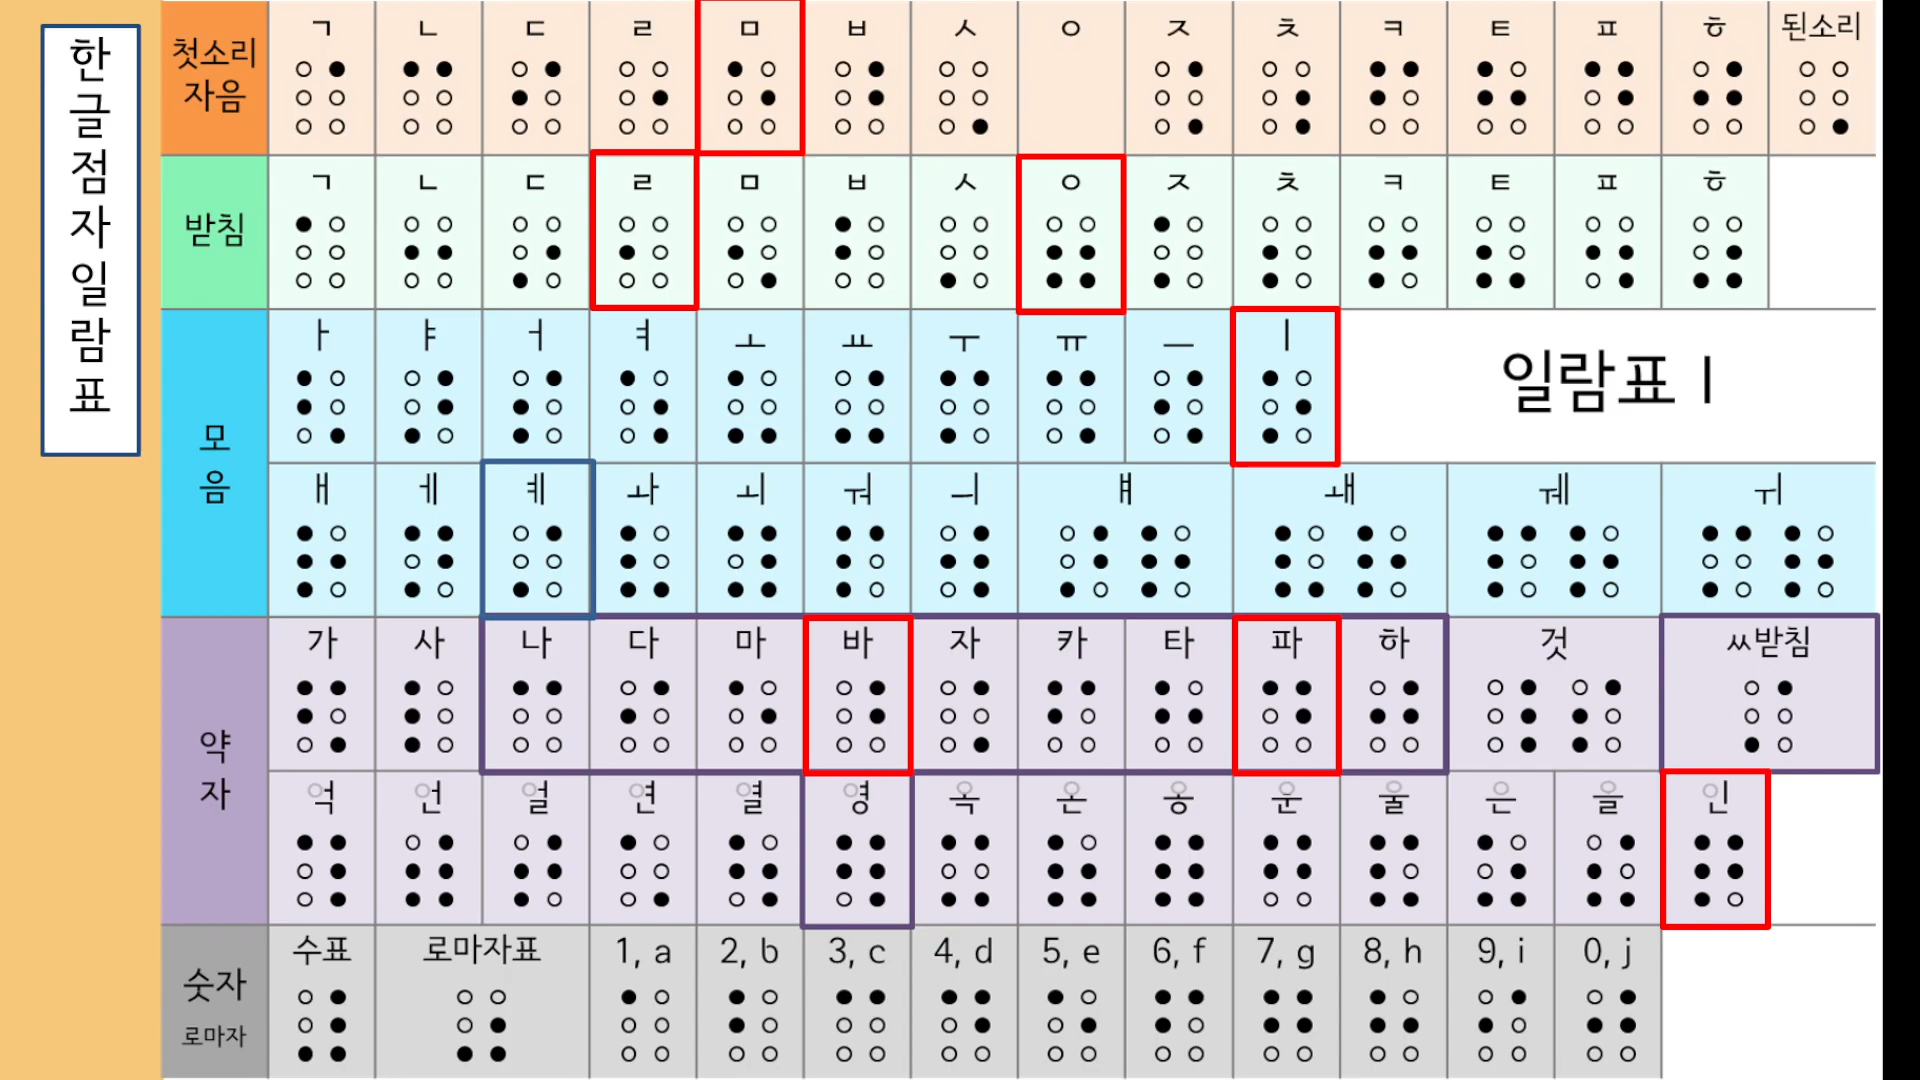 한글점자일람표
첫소리 자음 ㄱ ㄴ ㄷ ㄹ ㅁ ㅂ ㅅ ㅇ ㅈ ㅊ ㅋ ㅌ ㅍ ㅎ 된소리
받침 ㄱ ㄴ ㄷ ㄹ ㅁ ㅂ ㅅ ㅇ ㅈ ㅊ ㅋ ㅌ ㅍ ㅎ
모음 ㅏ ㅑ ㅓ ㅕ ㅗ ㅛ ㅜ ㅠ ㅡ ㅣ 일람표 Ⅰ
ㅐ ㅔ ㅖ ㅘ ㅚ ㅝ ㅢ ㅒ ㅙ ㅞ ㅟ
약자 가 사 나 다 마 바 자 카 타 파 하 것 ㅆ받침
억 언 얼 연 열 영 옥 온 옹 운 울 은 을 인
숫자 로마자 수표 로마자표 1, a 2, b 3, c 4, d 5, e 6, f 7, g 8, h 9, i 0, j